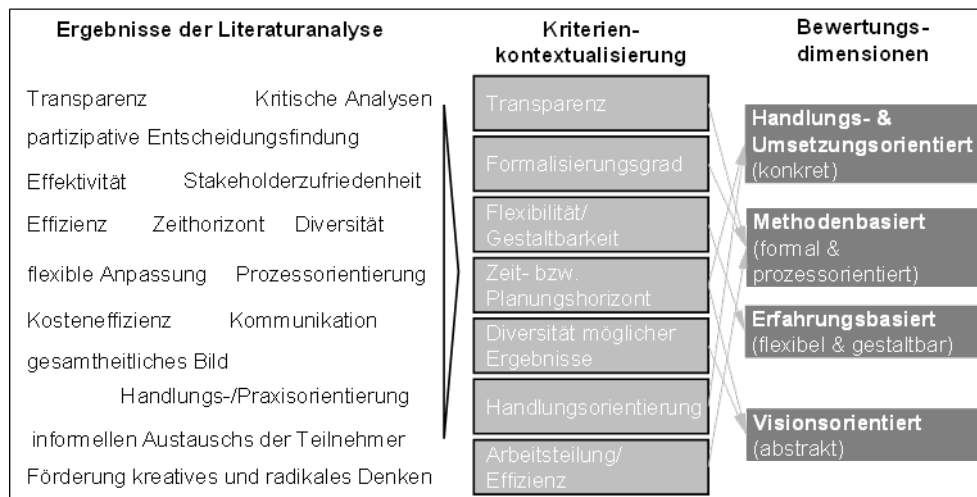 Ergebnisse der Literaturanalyse
Transparenz Kritische Analysen
partizipative Entscheidungsfindung
Effektivität Stakeholderzufriedenheit
Effizienz Zeithorizont Diversität
flexible Anpassung Prozessorientierung
Kosteneffizienz Kommunikation
gesamtheitliches Bild
Handlungs-/Praxisorientierung
informellen Austauschs der Teilnehmer
Förderung kreatives und radikales Denken
Kriterien-
kontextualisierung
Transparenz
Formalisierungsgrad
Flexibilität/
Gestaltbarkeit
Zeit- bzw.
Planungshorizont
Diversität möglicher
Ergebnisse
Handlungsorientierung
Arbeitsteilung/
Effizienz
Bewertungs-
dimensionen
Handlungs- &
Umsetzungsorientiert
(konkret)
Methodenbasiert
(formal &
prozessorientiert)
Erfahrungsbasiert
(flexibel & gestaltbar)
Visionsorientiert
(abstrakt)